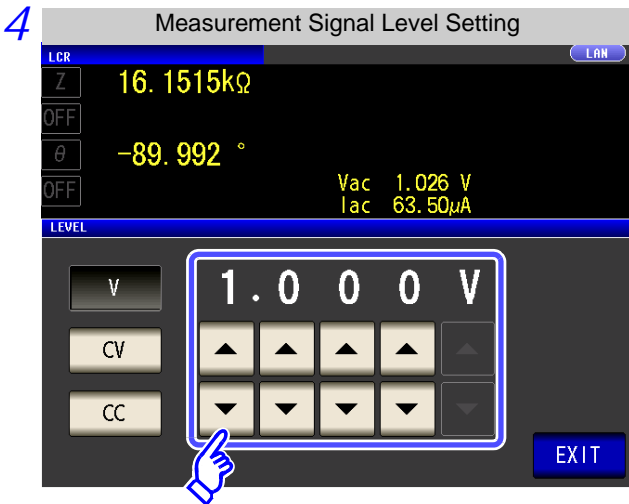 4 Measurement Signal Level Setting
LCR LAN
Z 16.1515kΩ
OFF
θ -89.992 °
OFF Vac 1.026 V
Iac 63.50μA
LEVEL
V 1.000 V
CV
CC
EXIT